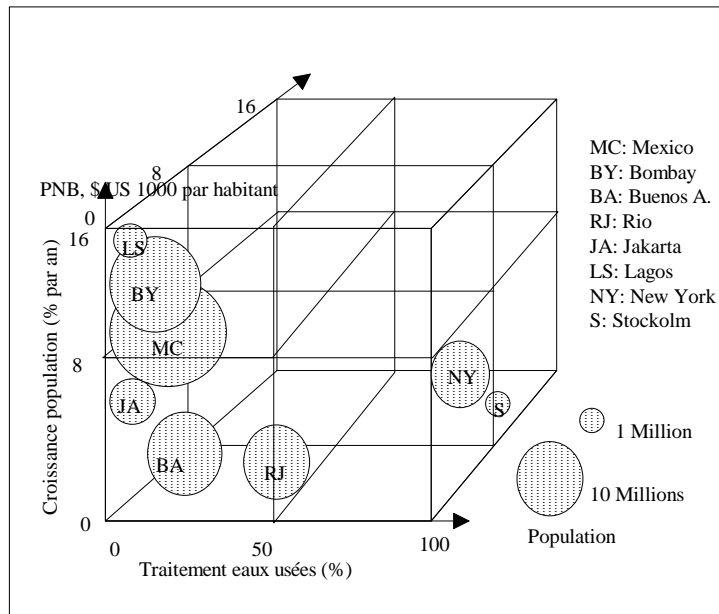 16
8
PNB, $/US 1000 par habitant
0
16
8
0
Croissance population (% par an)
LS
BY
MC
JA
BA
RJ
NY
S
0
50
100
Traitement eaux usées (%)
MC: Mexico
BY: Bombay
BA: Buenos A.
RJ: Rio
JA: Jakarta
LS: Lagos
NY: New York
S: Stockolm
1 Million
10 Millions
Population